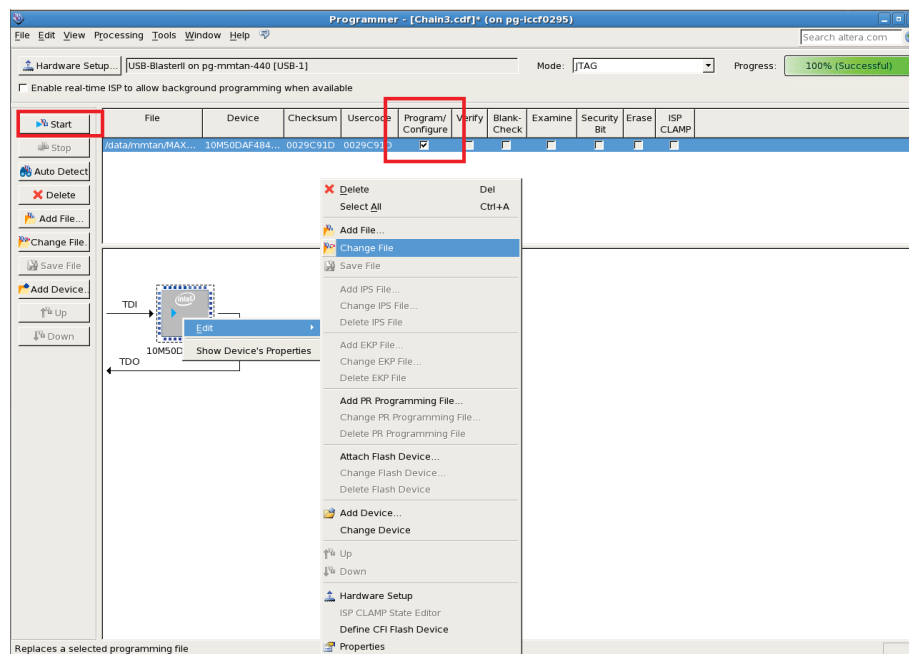 Programmer - [Chain3.cdf]* (on pg-iccf0295)
File Edit View Processing Tools Window Help
Search altera.com
Hardware Setup... USB-BlasterII on pg-mmtan-440 [USB-1] Mode: JTAG Progress: 100% (Successful)
Enable real-time ISP to allow background programming when available
Start
Stop
Auto Detect
Delete
Add File...
Change File.
Save File
Add Device.
Up
Down
File Device Checksum Usercode Program/ Configure Verify Blank- Check Examine Security Bit Erase ISP CLAMP
/data/mmtan/MAX... 10M50DAF484... 0029C91D 0029C91D
TDI
intel
10M50D
TDO
Edit
Show Device's Properties
Delete Del
Select All Ctrl+A
Add File...
Change File
Save File
Add IPS File...
Change IPS File...
Delete IPS File
Add EKP File...
Change EKP File...
Delete EKP File
Add PR Programming File...
Change PR Programming File...
Delete PR Programming File
Attach Flash Device...
Change Flash Device...
Delete Flash Device
Add Device...
Change Device
Up
Down
Hardware Setup
ISP CLAMP State Editor
Define CFI Flash Device
Properties
Replaces a selected programming file